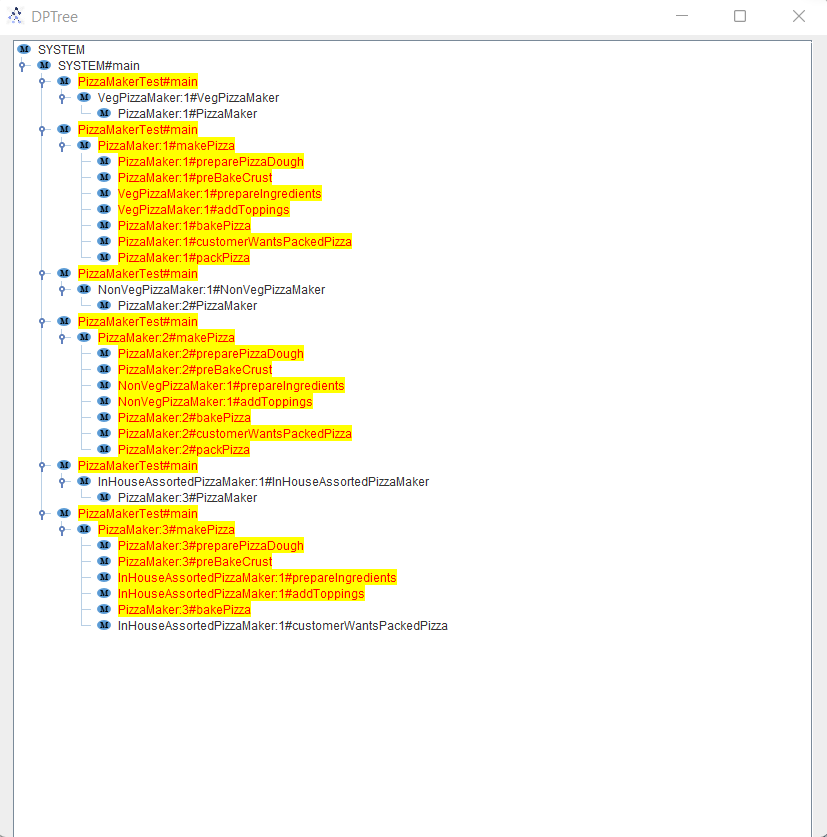 DPTree
SYSTEM
SYSTEM#main
PizzaMakerTest#main
VegPizzaMaker:1#VegPizzaMaker
PizzaMaker:1#PizzaMaker
PizzaMakerTest#main
PizzaMaker:1#makePizza
PizzaMaker:1#preparePizzaDough
PizzaMaker:1#preBakeCrust
VegPizzaMaker:1#prepareIngredients
VegPizzaMaker:1#addToppings
PizzaMaker:1#bakePizza
PizzaMaker:1#customerWantsPackedPizza
PizzaMaker:1#packPizza
PizzaMakerTest#main
NonVegPizzaMaker:1#NonVegPizzaMaker
PizzaMaker:2#PizzaMaker
PizzaMakerTest#main
PizzaMaker:2#makePizza
PizzaMaker:2#preparePizzaDough
PizzaMaker:2#preBakeCrust
NonVegPizzaMaker:1#prepareIngredients
NonVegPizzaMaker:1#addToppings
PizzaMaker:2#bakePizza
PizzaMaker:2#customerWantsPackedPizza
PizzaMaker:2#packPizza
PizzaMakerTest#main
InHouseAssortedPizzaMaker:1#InHouseAssortedPizzaMaker
PizzaMaker:3#PizzaMaker
PizzaMakerTest#main
PizzaMaker:3#makePizza
PizzaMaker:3#preparePizzaDough
PizzaMaker:3#preBakeCrust
InHouseAssortedPizzaMaker:1#prepareIngredients
InHouseAssortedPizzaMaker:1#addToppings
PizzaMaker:3#bakePizza
InHouseAssortedPizzaMaker:1#customerWantsPackedPizza